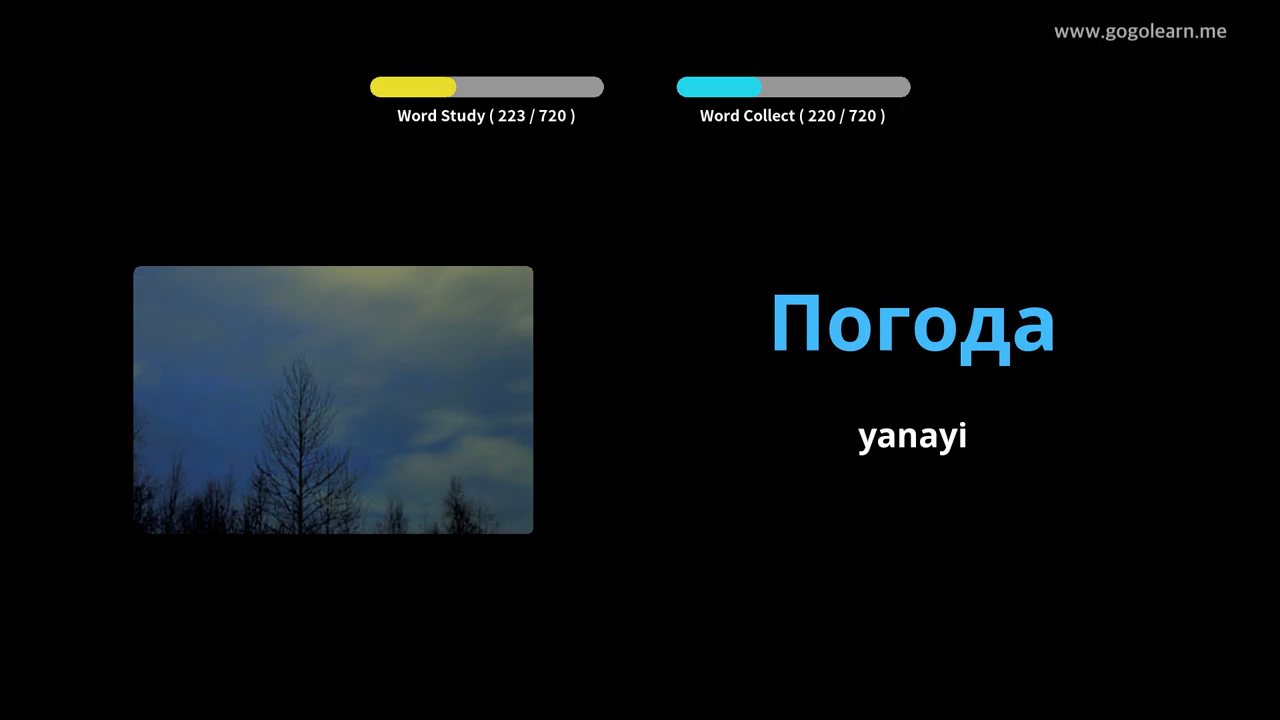 www.gogolearn.me
Word Study ( 223 / 720 )
Word Collect ( 220 / 720 )
Погода
yanayi